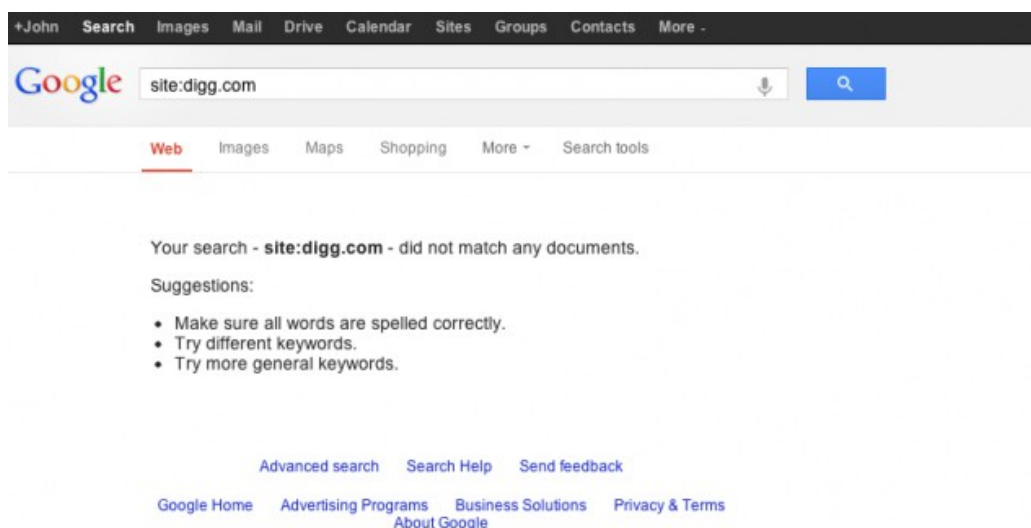 +John Search Images Mail Drive Calendar Sites Groups Contacts More -
Google site:digg.com
Web Images Maps Shopping More Search tools
Your search - site:digg.com - did not match any documents.
Suggestions:
• Make sure all words are spelled correctly.
• Try different keywords.
• Try more general keywords.
Advanced search Search Help Send feedback
Google Home Advertising Programs Business Solutions Privacy & Terms
About Google